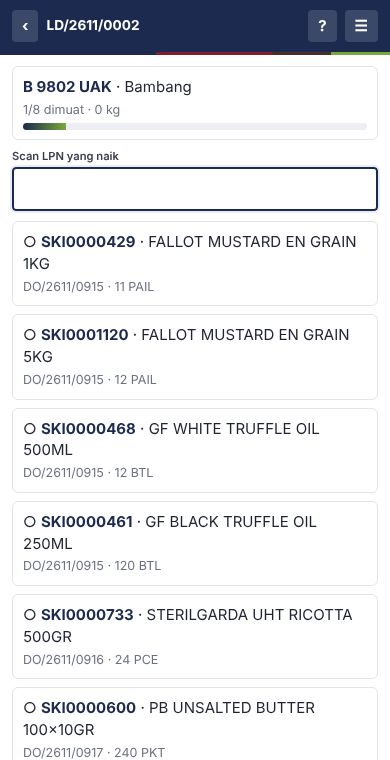 ‹ LD/2611/0002 ? ☰
B 9802 UAK · Bambang
1/8 dimuat · 0 kg
Scan LPN yang naik
○ SKI0000429 · FALLOT MUSTARD EN GRAIN
1KG
DO/2611/0915 · 11 PAIL
○ SKI0001120 · FALLOT MUSTARD EN GRAIN
5KG
DO/2611/0915 · 12 PAIL
○ SKI0000468 · GF WHITE TRUFFLE OIL
500ML
DO/2611/0915 · 12 BTL
○ SKI0000461 · GF BLACK TRUFFLE OIL
250ML
DO/2611/0915 · 120 BTL
○ SKI0000733 · STERILGARDA UHT RICOTTA
500GR
DO/2611/0916 · 24 PCE
○ SKI0000600 · PB UNSALTED BUTTER
100×10GR
DO/2611/0917 · 240 PKT